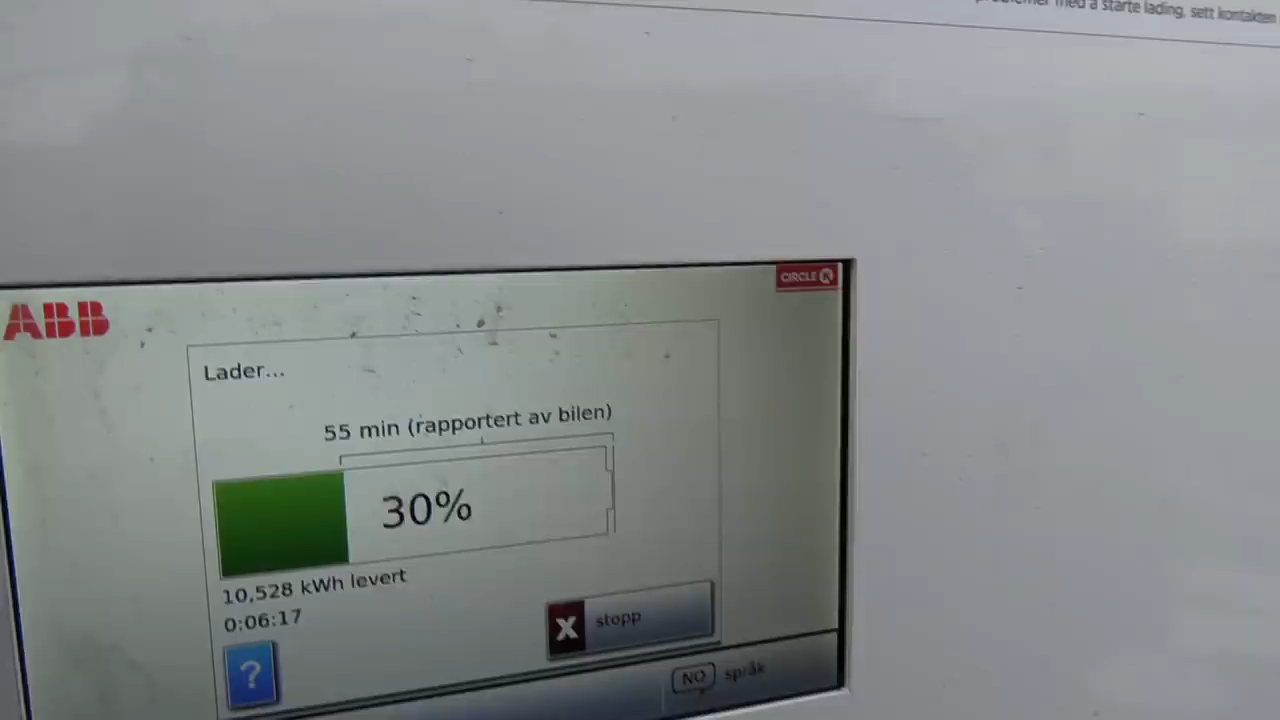 med å starte lading, sett kontakten
CIRCLE K
ABB
Lader...
55 min (rapportert av bilen)
30%
10,528 kWh levert
0:06:17
X stopp
?
NO språk